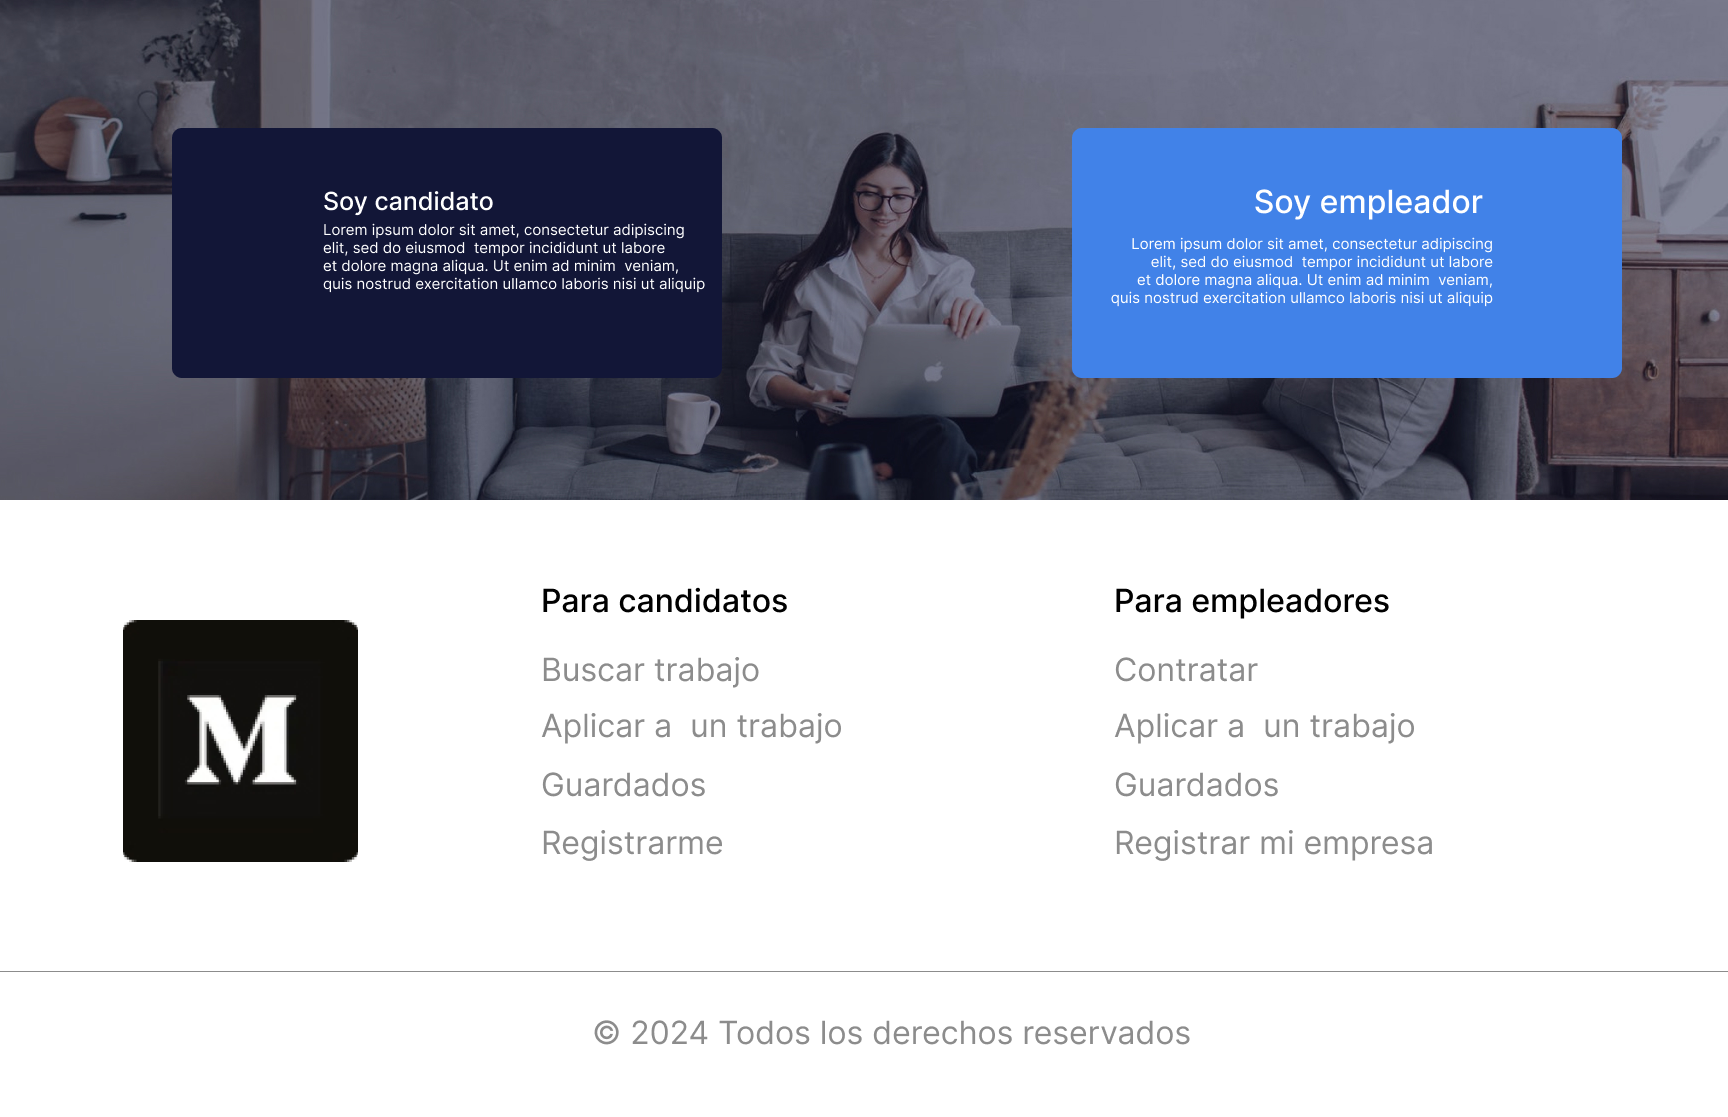 Soy candidato
Lorem ipsum dolor sit amet, consectetur adipiscing
elit, sed do eiusmod  tempor incididunt ut labore
et dolore magna aliqua. Ut enim ad minim  veniam,
quis nostrud exercitation ullamco laboris nisi ut aliquip
Soy empleador
Lorem ipsum dolor sit amet, consectetur adipiscing
elit, sed do eiusmod  tempor incididunt ut labore
et dolore magna aliqua. Ut enim ad minim  veniam,
quis nostrud exercitation ullamco laboris nisi ut aliquip
M
Para candidatos
Buscar trabajo
Aplicar a  un trabajo
Guardados
Registrarme
Para empleadores
Contratar
Aplicar a  un trabajo
Guardados
Registrar mi empresa
© 2024 Todos los derechos reservados